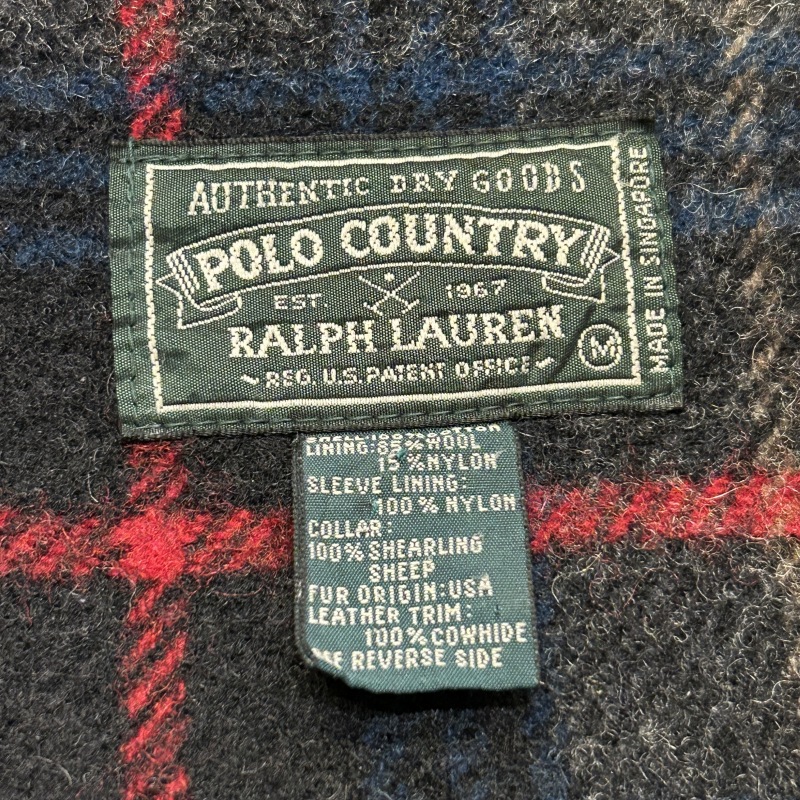 AUTHENTIC DRY GOODS
POLO COUNTRY
EST. 1967
RALPH LAUREN
REG. U.S. PATENT OFFICE
M
MADE IN SINGAPORE
LINING: 85% WOOL
15% NYLON
SLEEVE LINING:
100% NYLON
COLLAR:
100% SHEARLING
SHEEP
FUR ORIGIN: USA
LEATHER TRIM:
100% COWHIDE
REVERSE SIDE